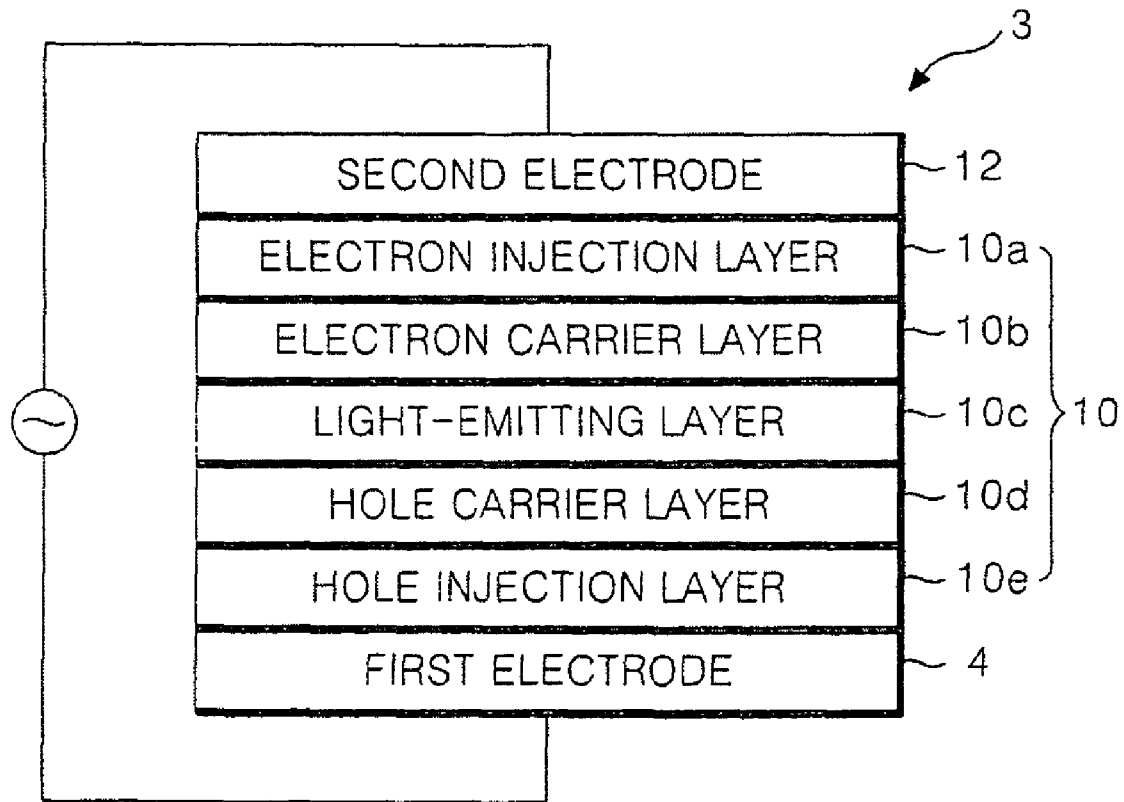 3
SECOND ELECTRODE 12
ELECTRON INJECTION LAYER 10a
ELECTRON CARRIER LAYER 10b
LIGHT-EMITTING LAYER 10c 10
HOLE CARRIER LAYER 10d
HOLE INJECTION LAYER 10e
FIRST ELECTRODE 4